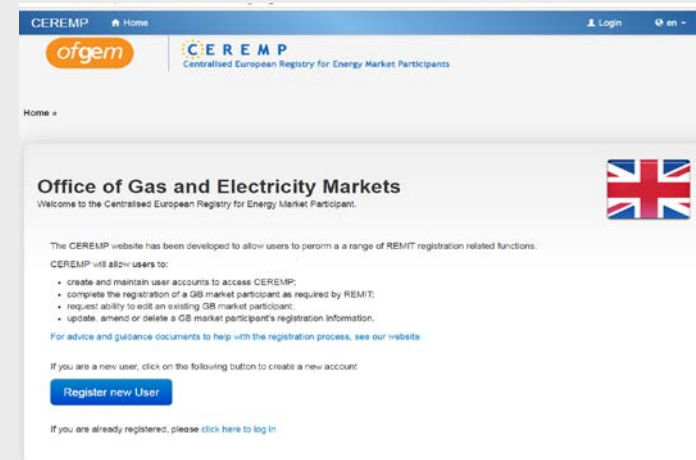 CEREMP Home Login en
ofgem
CEREMP
Centralised European Registry for Energy Market Participants
Home »
Office of Gas and Electricity Markets
Welcome to the Centralised European Registry for Energy Market Participant.
The CEREMP website has been developed to allow users to perorm a a range of REMIT registration related functions.
CEREMP will allow users to:
• create and maintain user accounts to access CEREMP;
• complete the registration of a GB market participant as required by REMIT;
• request ability to edit an existing GB market participant;
• update, amend or delete a GB market participant's registration information.
For advice and guidance documents to help with the registration process, see our website.
If you are a new user, click on the following button to create a new account
Register new User
If you are already registered, please click here to log in